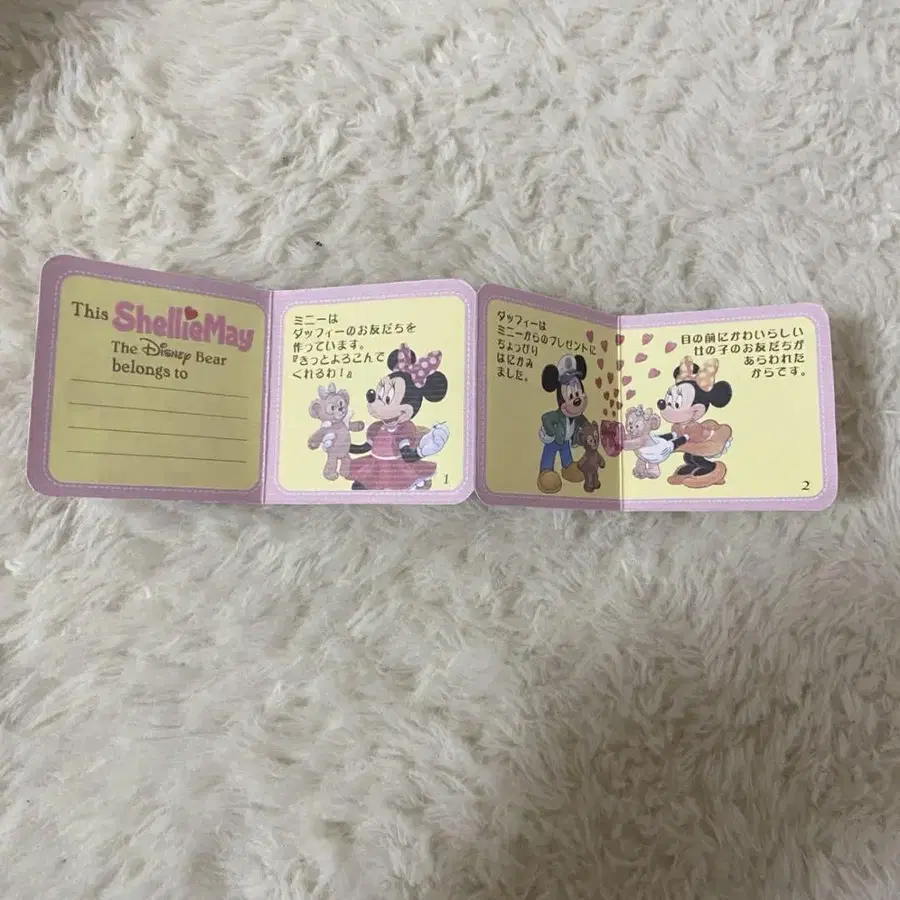 This ShellieMay
The Disney Bear
belongs to
ミニーは
ダッフィーのお友だちを
作っています。
『きっとよろこんで
くれるわ!』
1
ダッフィーは
ミニーからのプレゼントに
ちょっぴり
はにかみ
ました。
目の前にかわいらしい
女の子のお友だちが
あらわれた
からです。
2